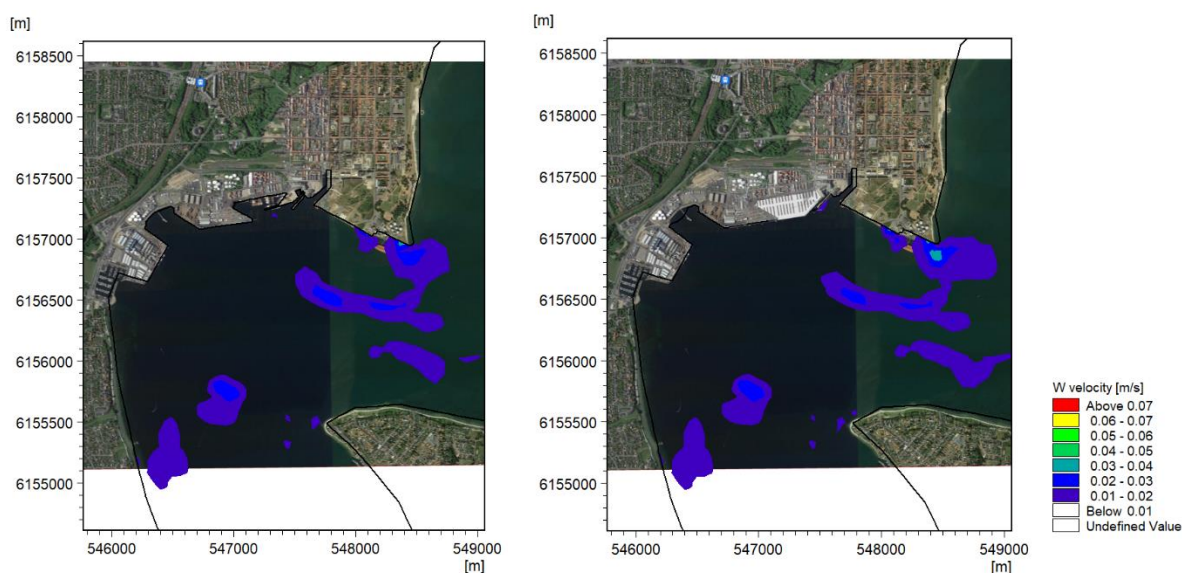 [m]
6158500
6158000
6157500
6157000
6156500
6156000
6155500
6155000
546000 547000 548000 549000
[m]
[m]
6158500
6158000
6157500
6157000
6156500
6156000
6155500
6155000
546000 547000 548000 549000
[m]
W velocity [m/s]
Above 0.07
0.06 - 0.07
0.05 - 0.06
0.04 - 0.05
0.03 - 0.04
0.02 - 0.03
0.01 - 0.02
Below 0.01
Undefined Value